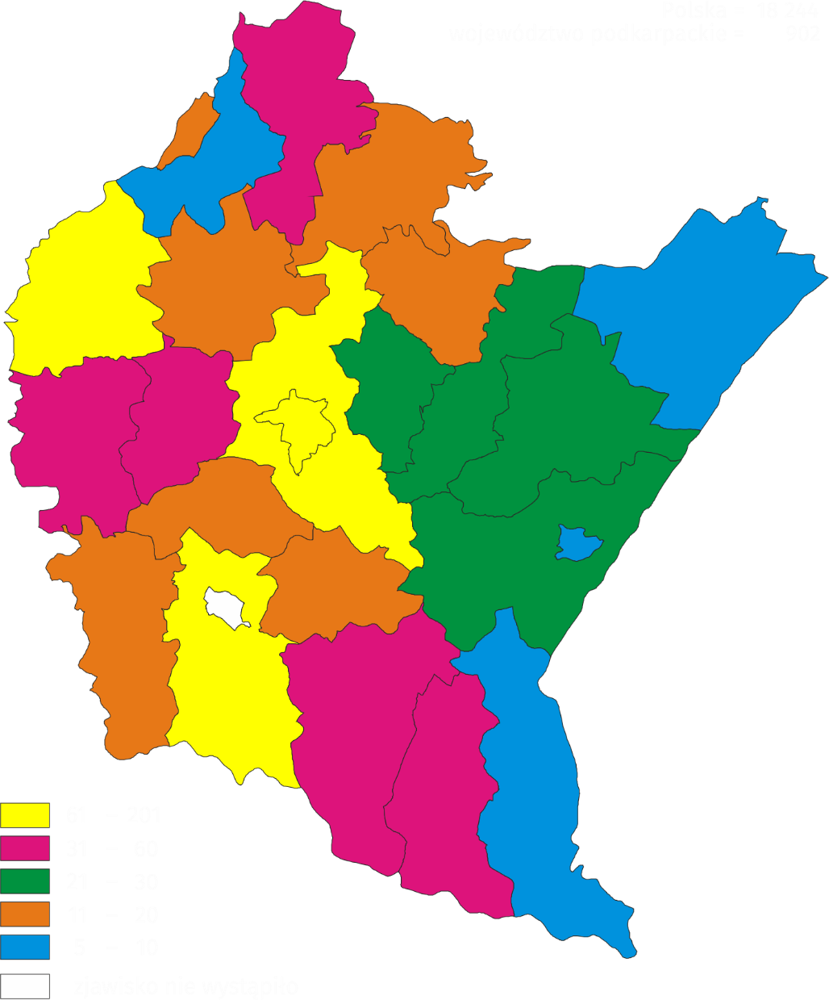 Polska = 18 244
województwo podkarpackie = 902
61 - 201
31 - 60
21 - 30
11 - 20
5 - 10
zjawisko nie wystąpiło